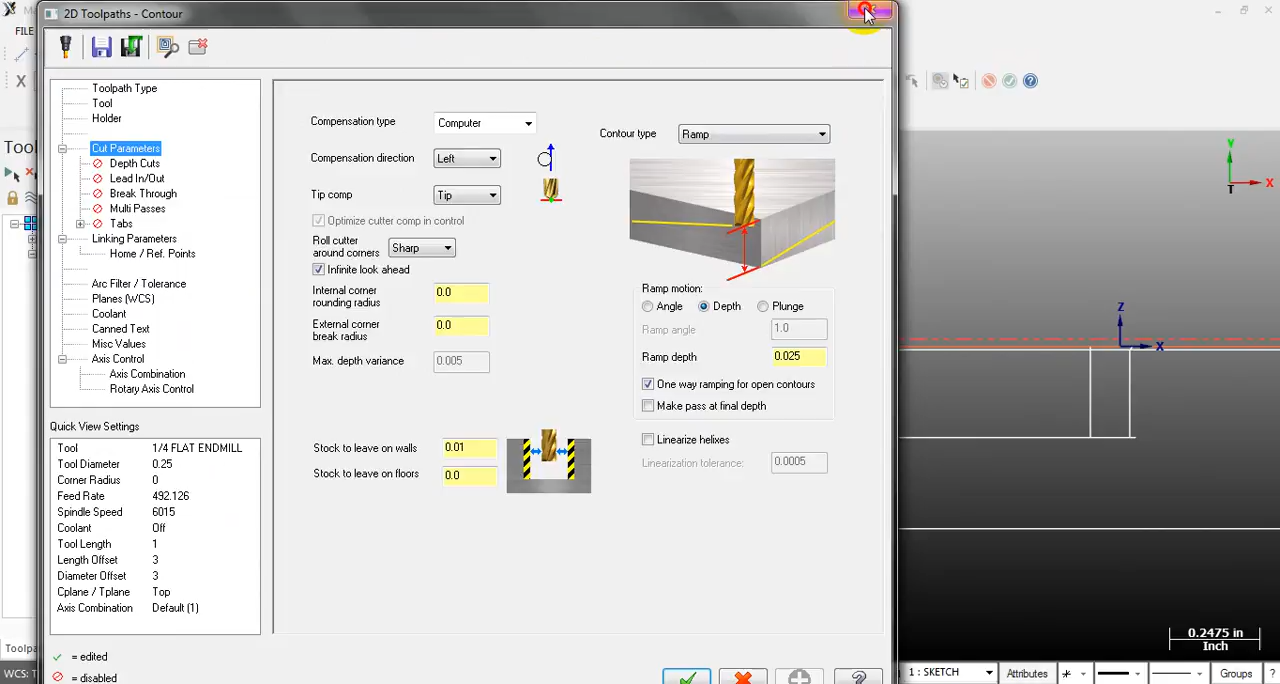 2D Toolpaths - Contour
FILE
Toolpath Type
Tool
Holder
Cut Parameters
Depth Cuts
Lead In/Out
Break Through
Multi Passes
Tabs
Linking Parameters
Home / Ref. Points
Arc Filter / Tolerance
Planes (WCS)
Coolant
Canned Text
Misc Values
Axis Control
Axis Combination
Rotary Axis Control
Quick View Settings
Tool 1/4 FLAT ENDMILL
Tool Diameter 0.25
Corner Radius 0
Feed Rate 492.126
Spindle Speed 6015
Coolant Off
Tool Length 1
Length Offset 3
Diameter Offset 3
Cplane / Tplane Top
Axis Combination Default (1)
= edited
= disabled
Compensation type Computer
Compensation direction Left
Tip comp Tip
Optimize cutter comp in control
Roll cutter
around corners Sharp
Infinite look ahead
Internal corner
rounding radius 0.0
External corner
break radius 0.0
Max. depth variance 0.005
Stock to leave on walls 0.01
Stock to leave on floors 0.0
Contour type Ramp
Ramp motion:
Angle Depth Plunge
Ramp angle 1.0
Ramp depth 0.025
One way ramping for open contours
Make pass at final depth
Linearize helixes
Linearization tolerance: 0.0005
Y
X
T
Z
X
0.2475 in
Inch
Toolpa
WCS: T
1 : SKETCH Attributes Groups ?